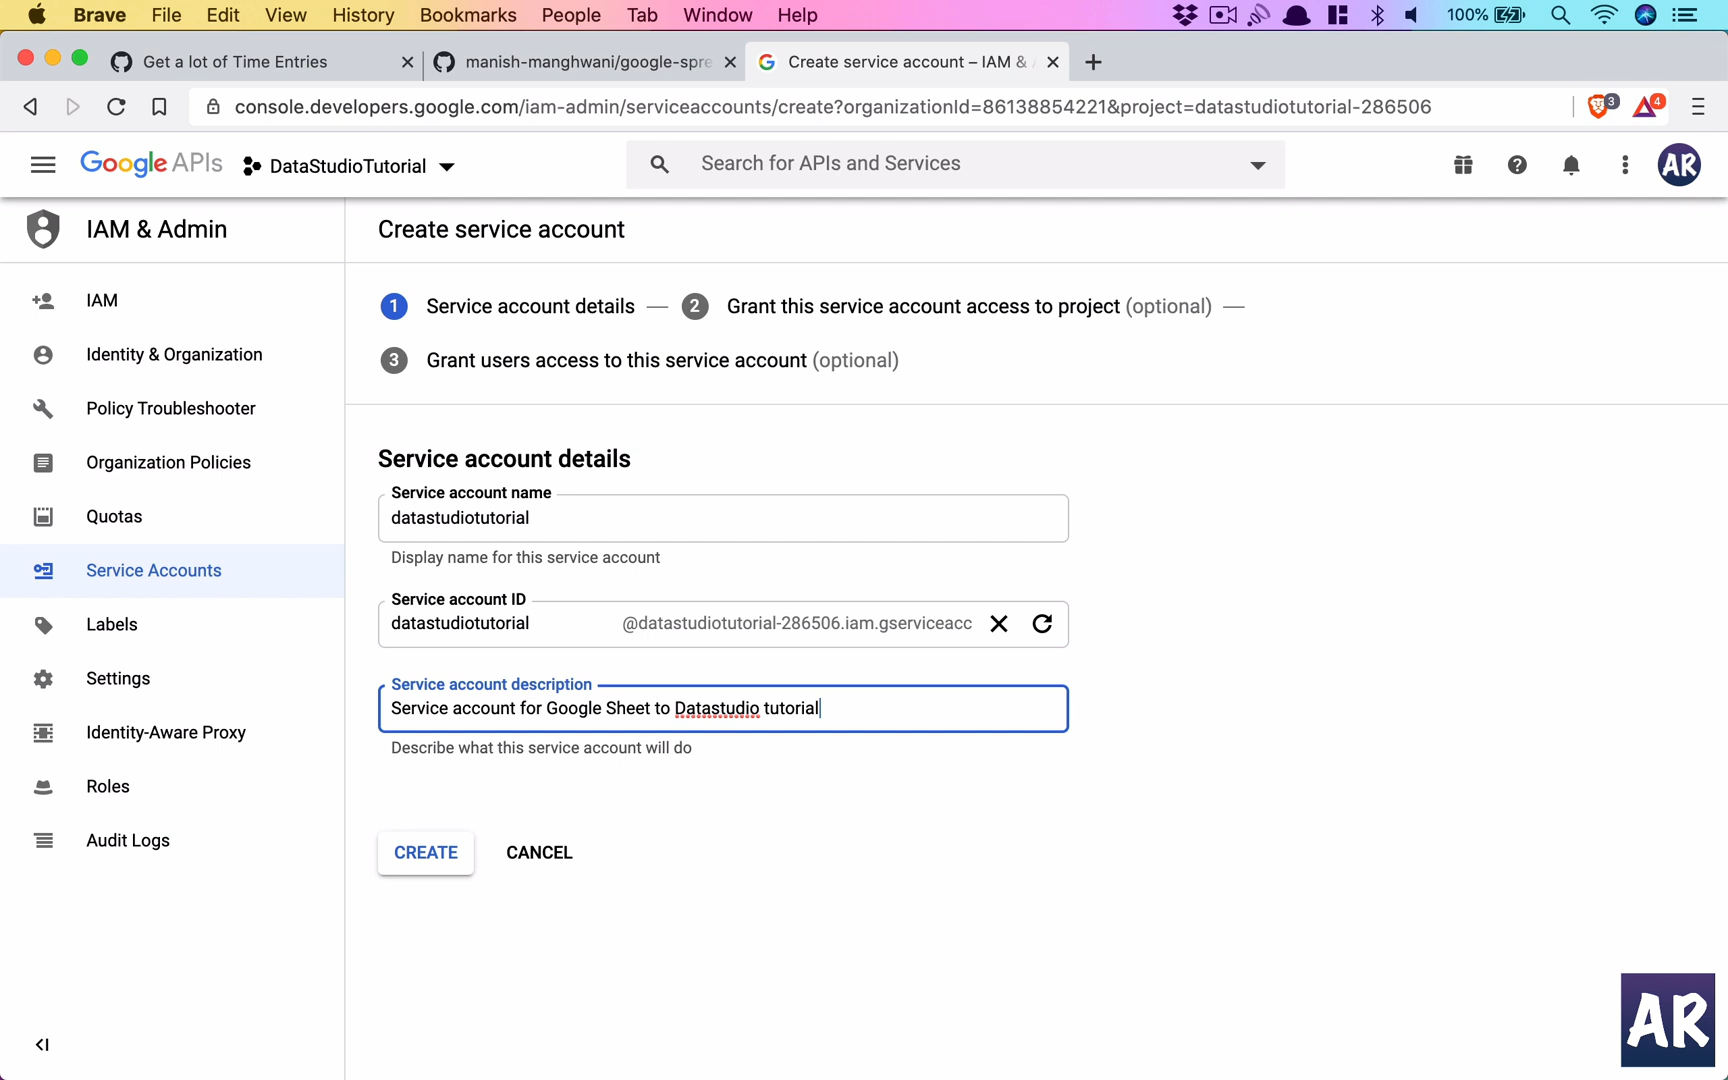 Brave File Edit View History Bookmarks People Tab Window Help 100%
Get a lot of Time Entries manish-manghwani/google-spre Create service account – IAM & A
console.developers.google.com/iam-admin/serviceaccounts/create?organizationId=86138854221&project=datastudiotutorial-286506 3 4
Google APIs DataStudioTutorial Search for APIs and Services AR
IAM & Admin
Create service account
IAM
Identity & Organization
Policy Troubleshooter
Organization Policies
Quotas
Service Accounts
Labels
Settings
Identity-Aware Proxy
Roles
Audit Logs
1 Service account details — 2 Grant this service account access to project (optional) —
3 Grant users access to this service account (optional)
Service account details
Service account name
datastudiotutorial
Display name for this service account
Service account ID
datastudiotutorial @datastudiotutorial-286506.iam.gserviceacc
Service account description
Service account for Google Sheet to Datastudio tutorial
Describe what this service account will do
CREATE CANCEL
AR